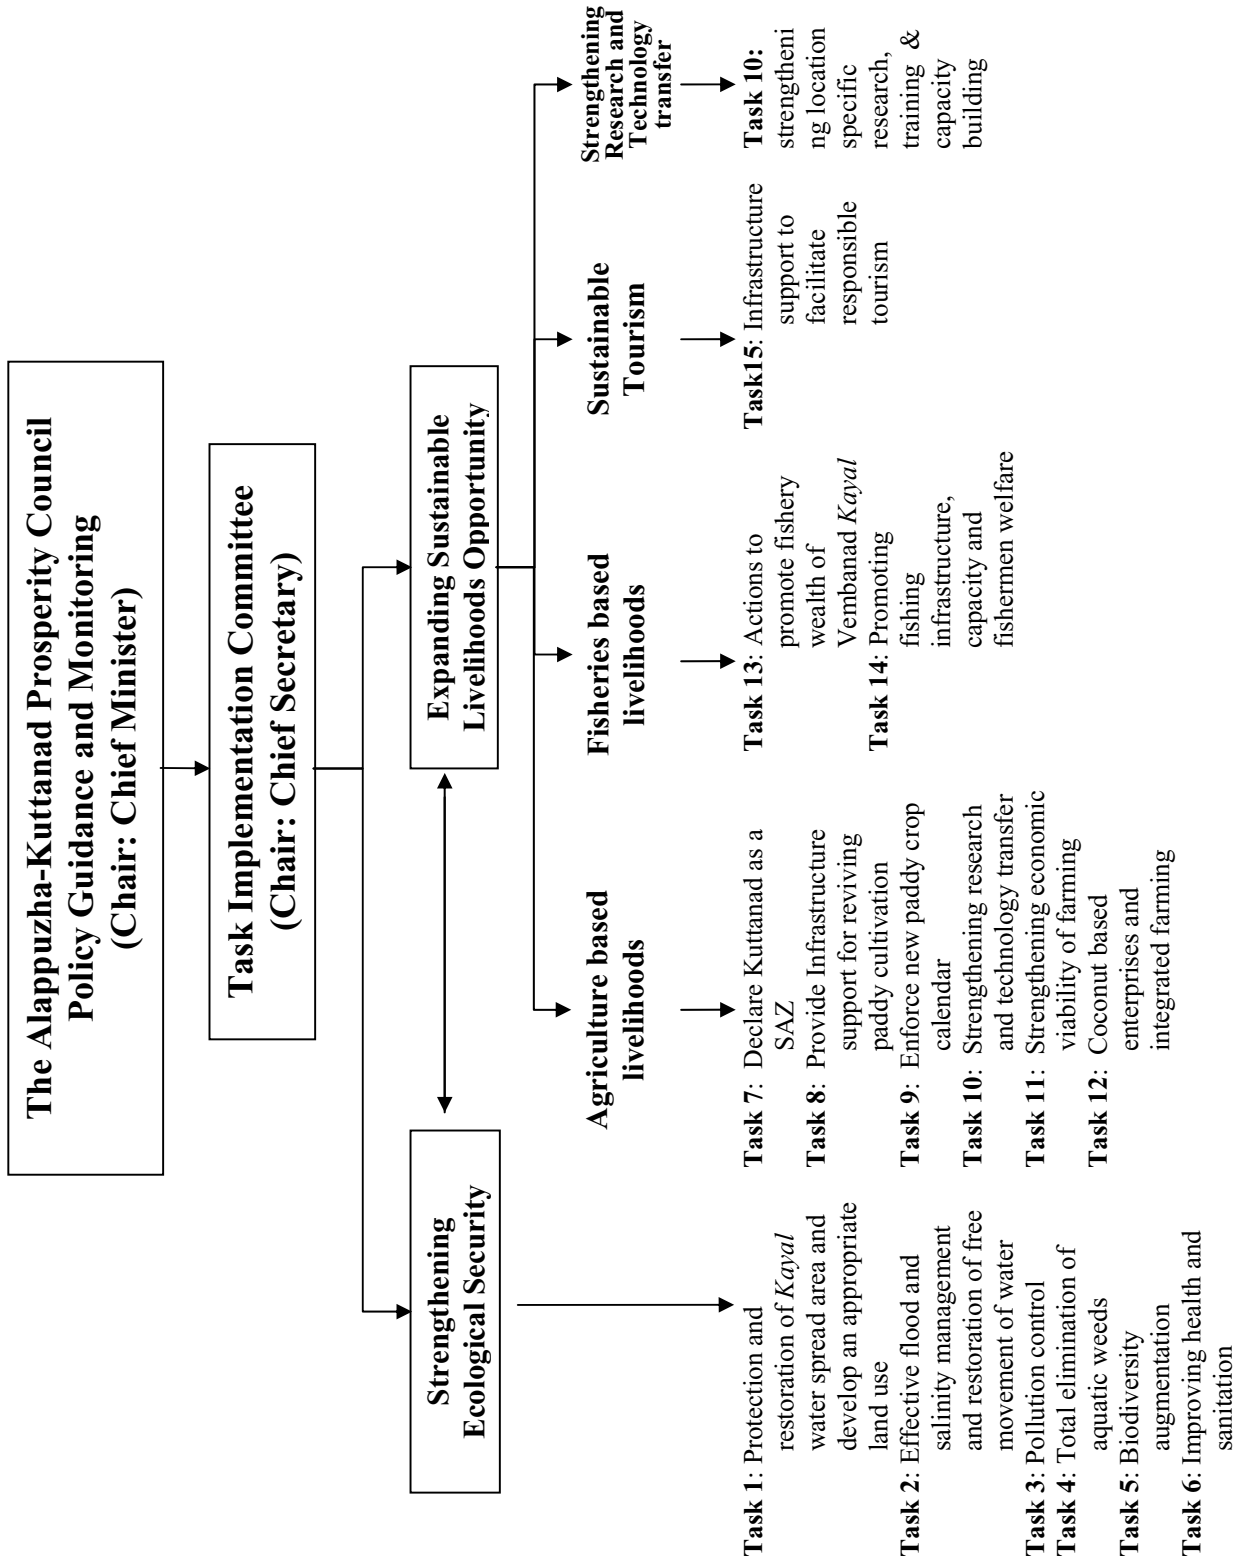 The Alappuzha-Kuttanad Prosperity Council
Policy Guidance and Monitoring
(Chair: Chief Minister)
Task Implementation Committee
(Chair: Chief Secretary)
Strengthening
Ecological Security
Expanding Sustainable
Livelihoods Opportunity
Agriculture based
livelihoods
Fisheries based
livelihoods
Sustainable
Tourism
Strengthening
Research and
Technology
transfer
Task 1: Protection and
restoration of Kayal
water spread area and
develop an appropriate
land use
Task 2: Effective flood and
salinity management
and restoration of free
movement of water
Task 3: Pollution control
Task 4: Total elimination of
aquatic weeds
Task 5: Biodiversity
augmentation
Task 6: Improving health and
sanitation
Task 7: Declare Kuttanad as a
SAZ
Task 8: Provide Infrastructure
support for reviving
paddy cultivation
Task 9: Enforce new paddy crop
calendar
Task 10: Strengthening research
and technology transfer
Task 11: Strengthening economic
viability of farming
Task 12: Coconut based
enterprises and
integrated farming
Task 13: Actions to
promote fishery
wealth of
Vembanad Kayal
Task 14: Promoting
fishing
infrastructure,
capacity and
fishermen welfare
Task15: Infrastructure
support to
facilitate
responsible
tourism
Task 10:
strengtheni
ng location
specific
research,
training &
capacity
building